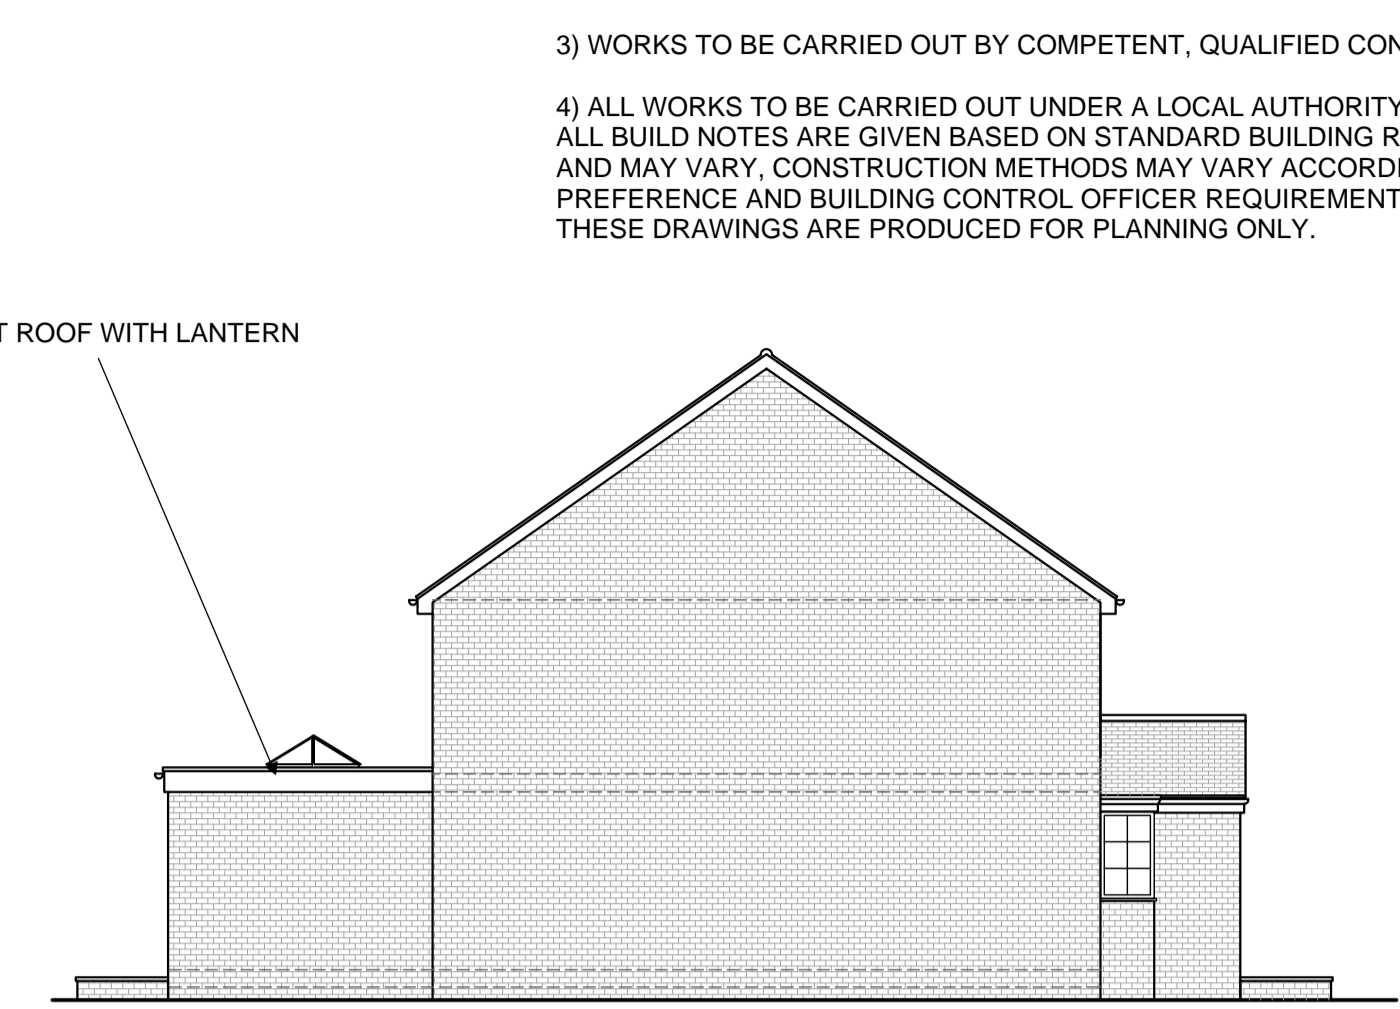 3) WORKS TO BE CARRIED OUT BY COMPETENT, QUALIFIED CON
4) ALL WORKS TO BE CARRIED OUT UNDER A LOCAL AUTHORITY
ALL BUILD NOTES ARE GIVEN BASED ON STANDARD BUILDING R
AND MAY VARY, CONSTRUCTION METHODS MAY VARY ACCORDI
PREFERENCE AND BUILDING CONTROL OFFICER REQUIREMENT
THESE DRAWINGS ARE PRODUCED FOR PLANNING ONLY.
T ROOF WITH LANTERN